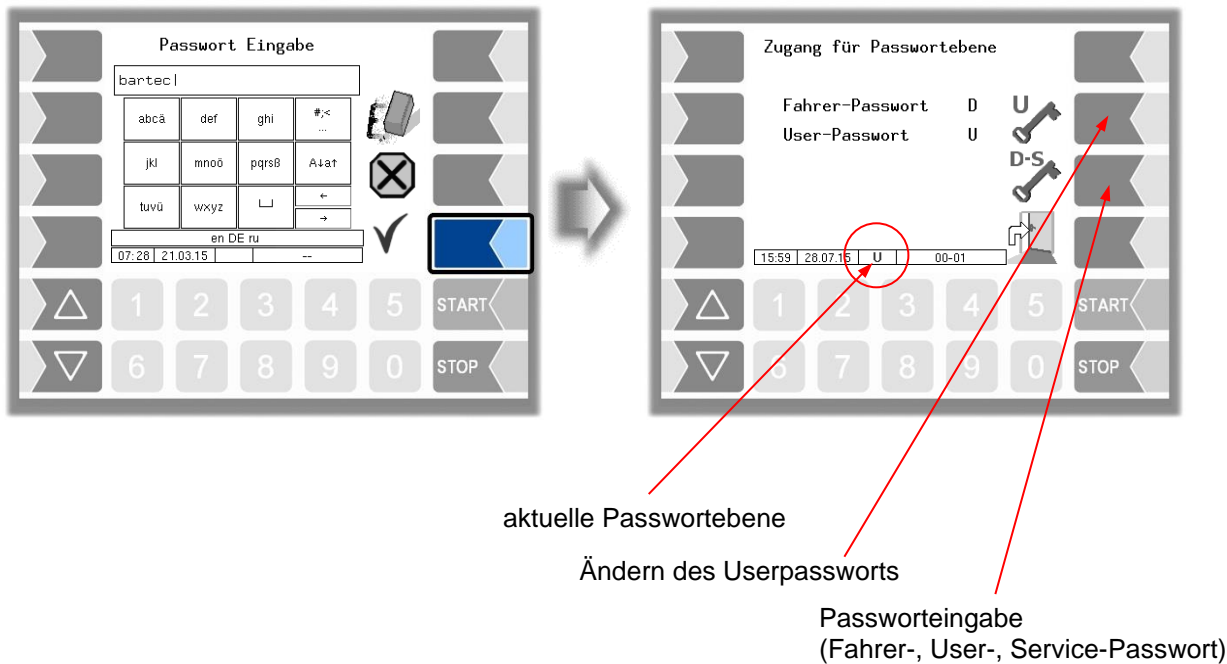 Passwort Eingabe
bartec
abcä def ghi #;< ...
jkl mnoö pqrsß A↓a↑
tuvü wxyz ⌴ ←
→
en DE ru
07:28 21.03.15 --
1 2 3 4 5 START
6 7 8 9 0 STOP
Zugang für Passwortebene
Fahrer-Passwort D U
User-Passwort U
D-S
15:59 28.07.15 U 00-01
1 2 3 4 5 START
6 7 8 9 0 STOP
aktuelle Passwortebene
Ändern des Userpassworts
Passworteingabe
(Fahrer-, User-, Service-Passwort)